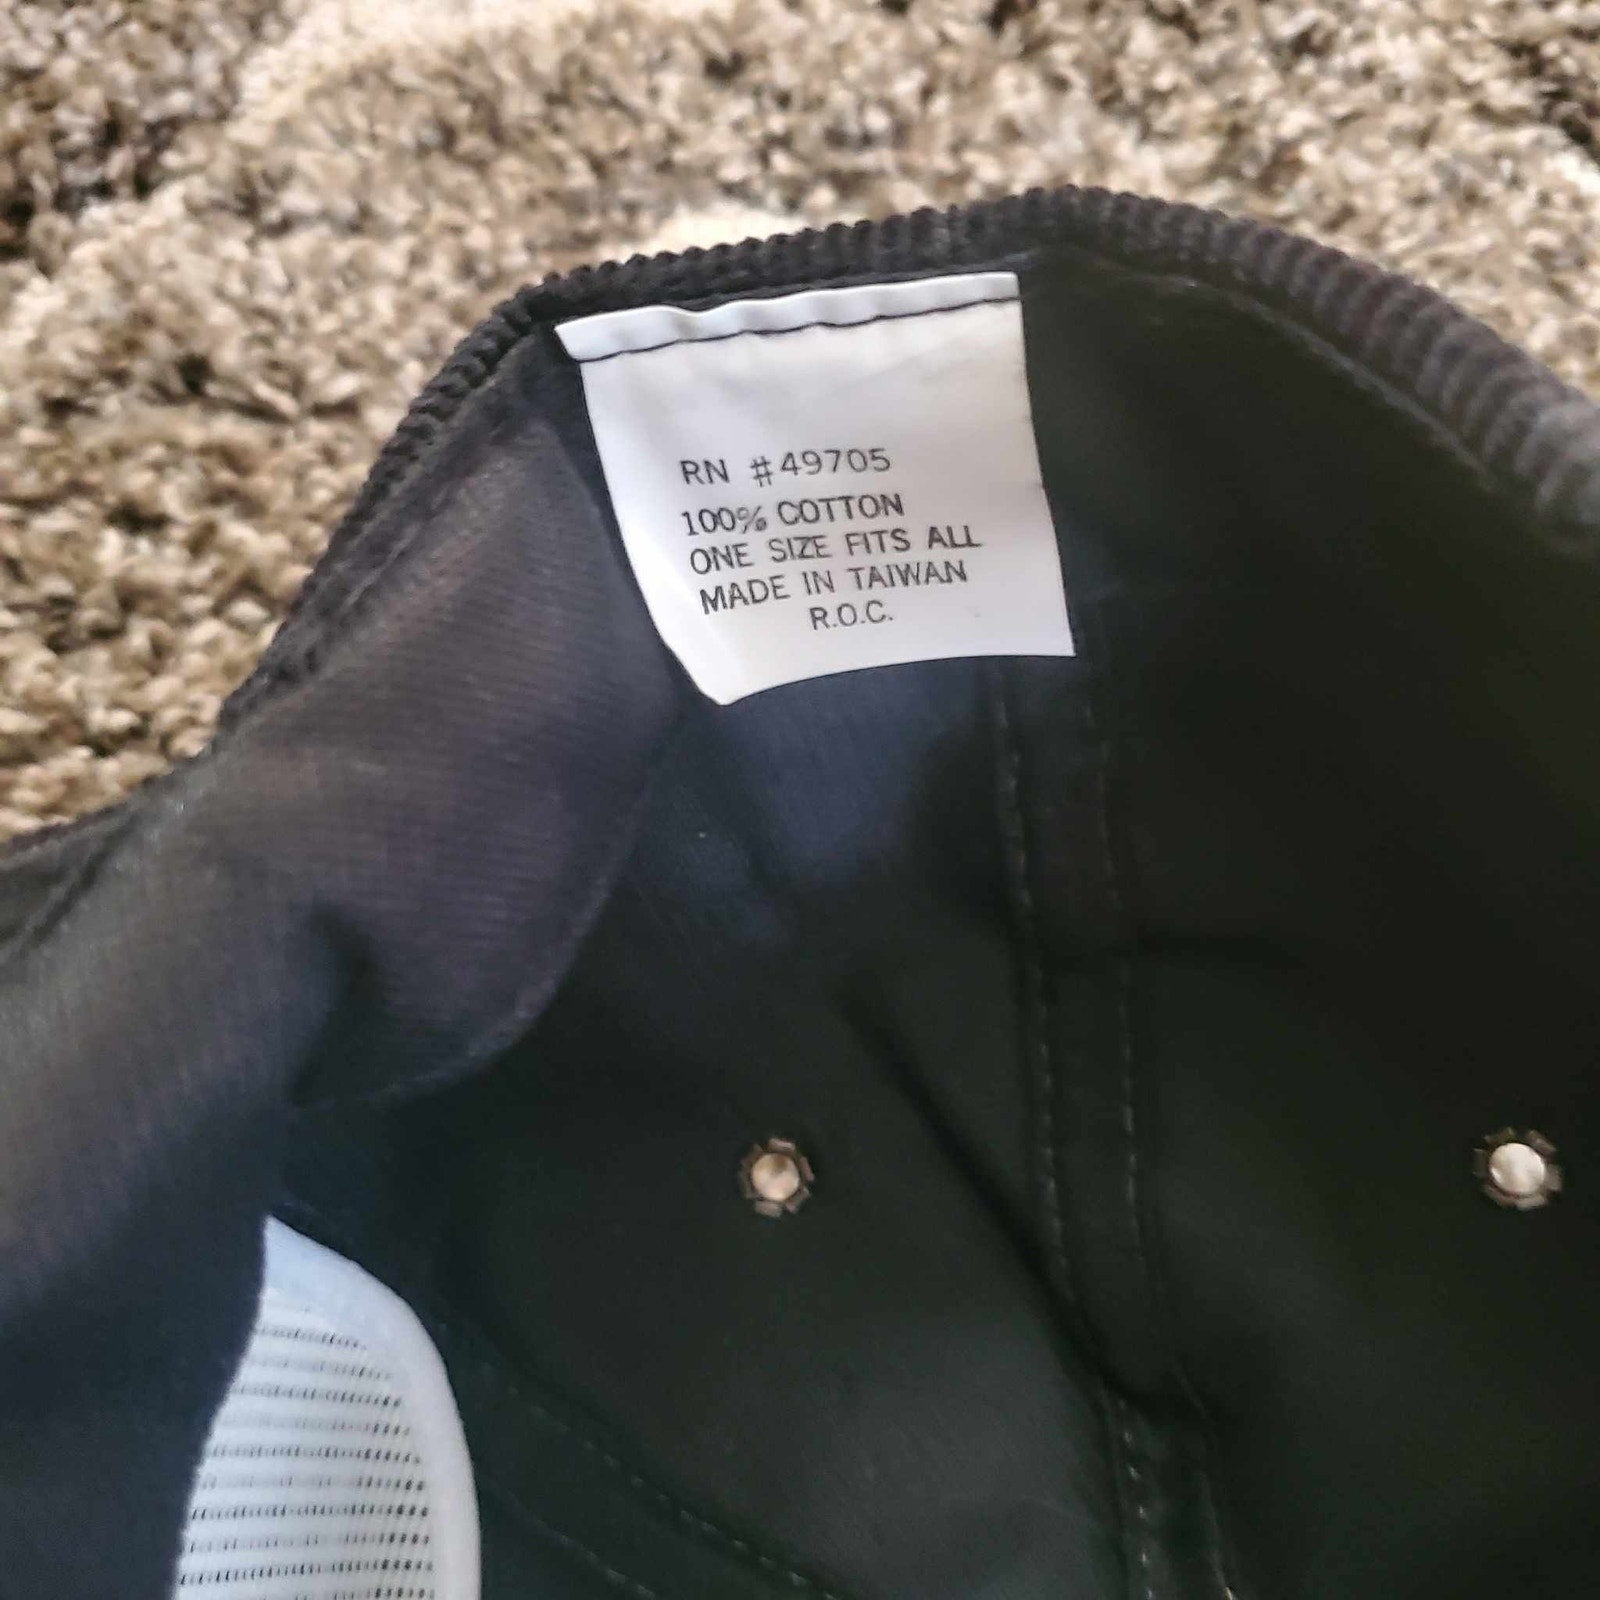 RN #49705
100% COTTON
ONE SIZE FITS ALL
MADE IN TAIWAN
R.O.C.